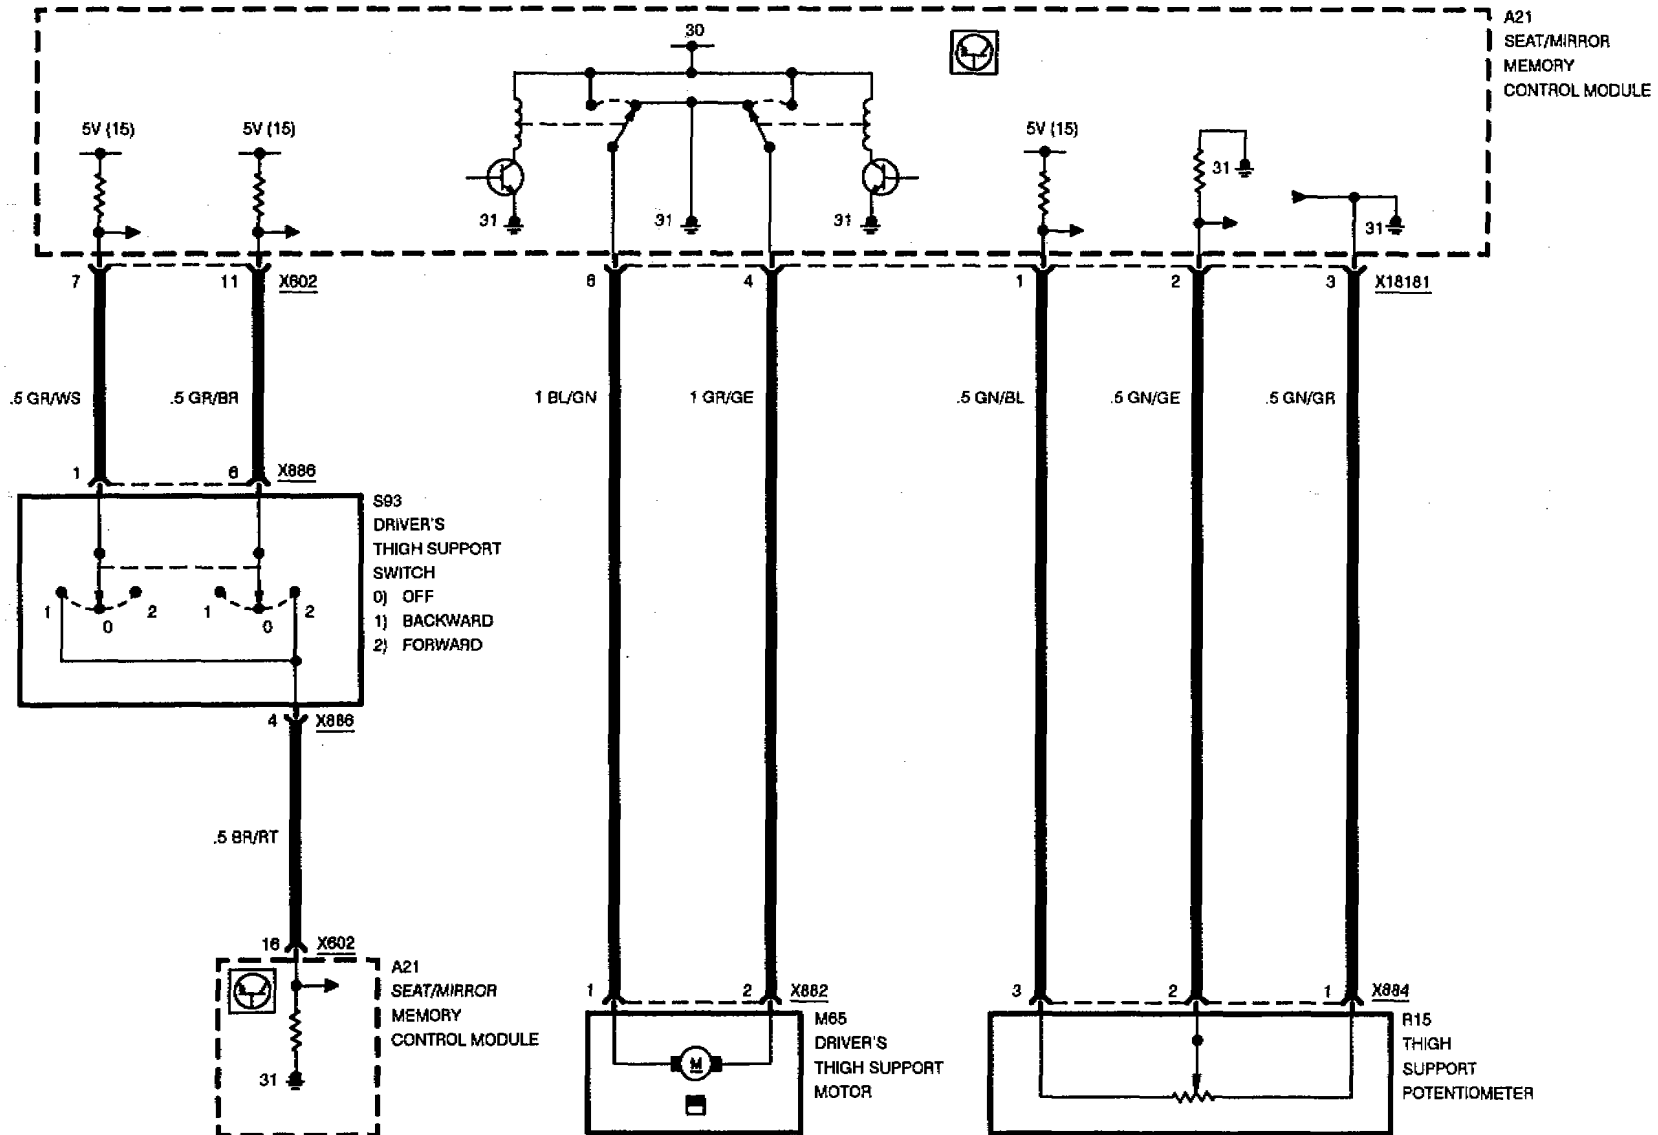 A21
SEAT/MIRROR
MEMORY
CONTROL MODULE
30
5V (15)
5V (15)
5V (15)
31
31
31
31
31
7
11
X602
6
4
1
2
3
X18181
.5 GR/WS
.5 GR/BR
1 BL/GN
1 GR/GE
.5 GN/BL
.5 GN/GE
.5 GN/GR
1
6
X886
S93
DRIVER'S
THIGH SUPPORT
SWITCH
0) OFF
1) BACKWARD
2) FORWARD
1
0
2
1
0
2
4
X886
.5 BR/RT
16
X602
A21
SEAT/MIRROR
MEMORY
CONTROL MODULE
31
1
2
X882
M65
DRIVER'S
THIGH SUPPORT
MOTOR
M
3
2
1
X884
R15
THIGH
SUPPORT
POTENTIOMETER